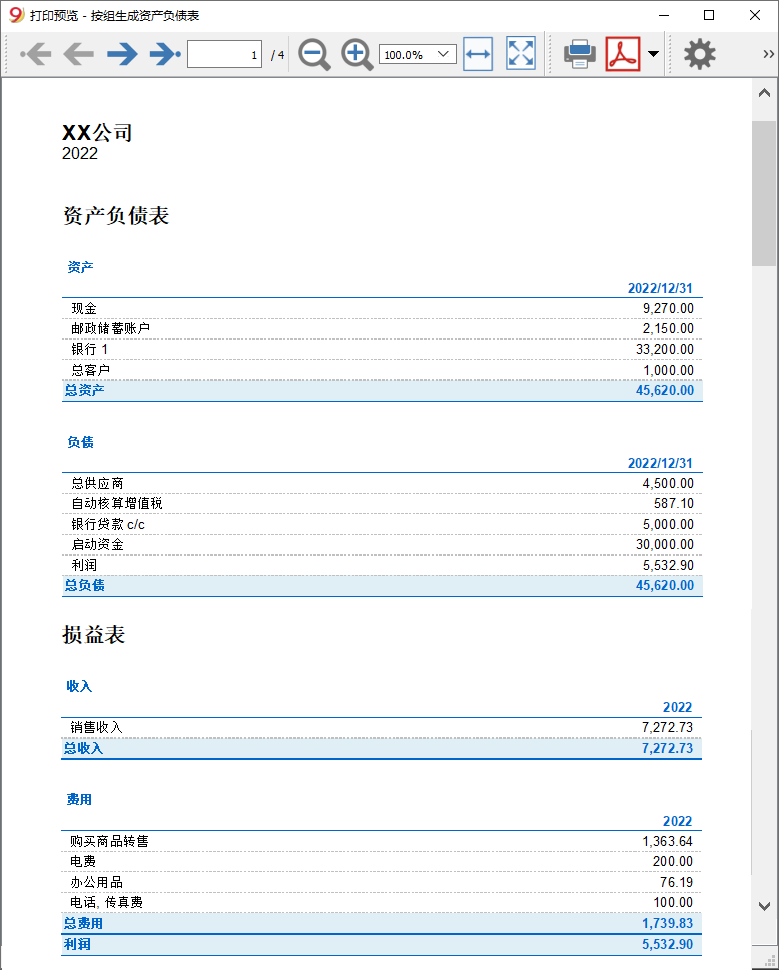 打印预览 - 按组生成资产负债表
1 / 4 100.0% »
XX公司
2022
资产负债表
资产
2022/12/31
现金 9,270.00
邮政储蓄账户 2,150.00
银行 1 33,200.00
总客户 1,000.00
总资产 45,620.00
负债
2022/12/31
总供应商 4,500.00
自动核算增值税 587.10
银行贷款 c/c 5,000.00
启动资金 30,000.00
利润 5,532.90
总负债 45,620.00
损益表
收入
2022
销售收入 7,272.73
总收入 7,272.73
费用
2022
购买商品转售 1,363.64
电费 200.00
办公用品 76.19
电话, 传真费 100.00
总费用 1,739.83
利润 5,532.90